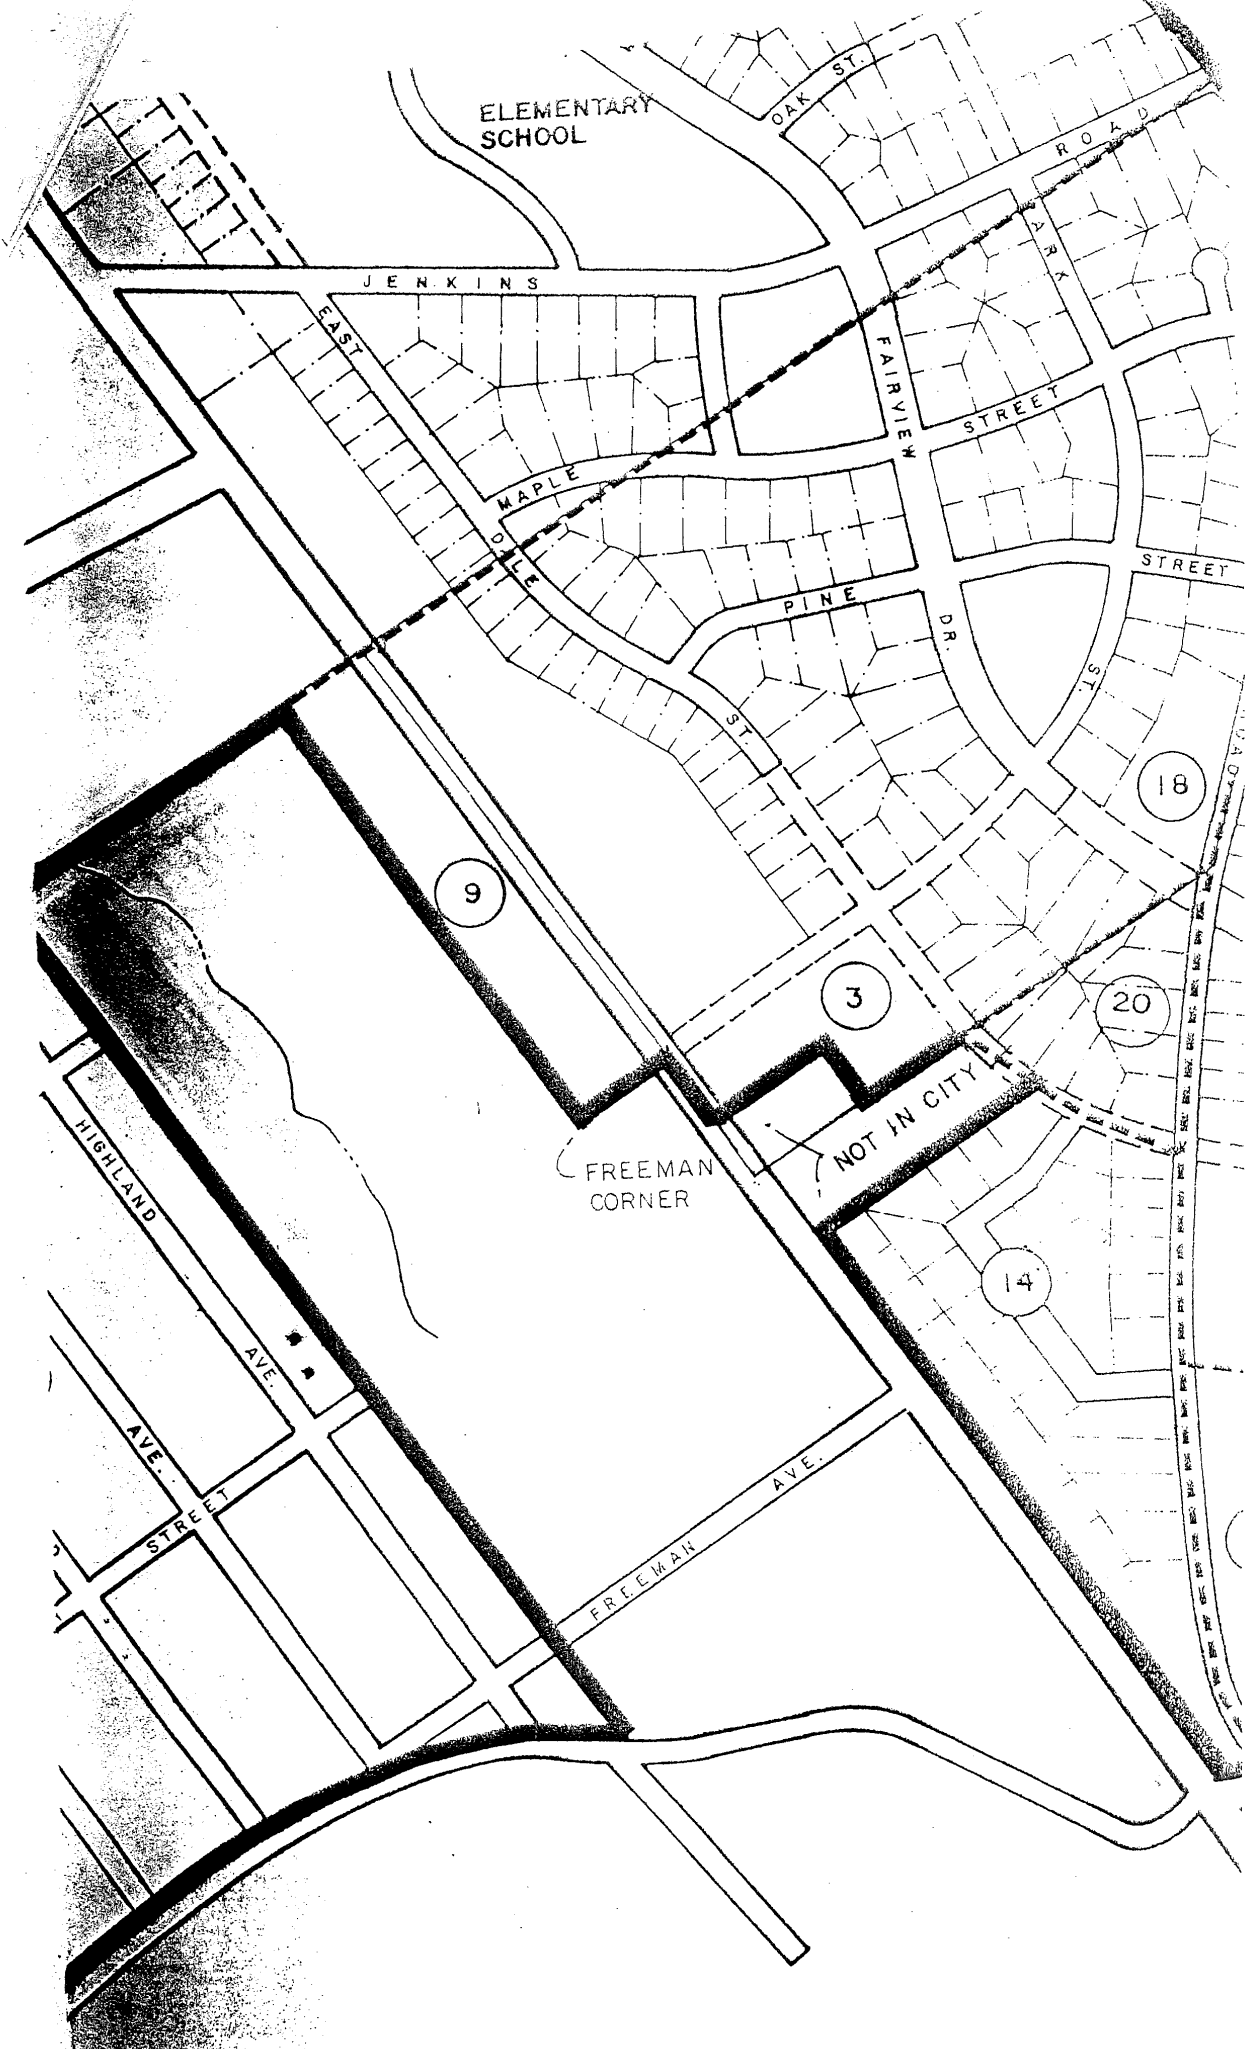 ELEMENTARY
SCHOOL
OAK ST.
ROAD
JENKINS
EAST
DALE
ST.
MAPLE
STREET
FAIRVIEW
DR.
PINE
STREET
ST.
18
9
3
20
NOT IN CITY
FREEMAN
CORNER
14
HIGHLAND
AVE.
AVE.
STREET
FREEMAN AVE.